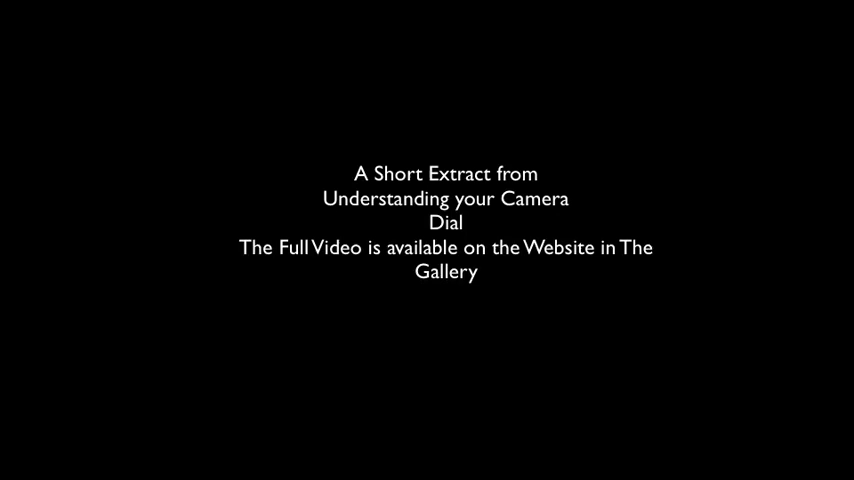 A Short Extract from
Understanding your Camera
Dial
The Full Video is available on the Website in The
Gallery